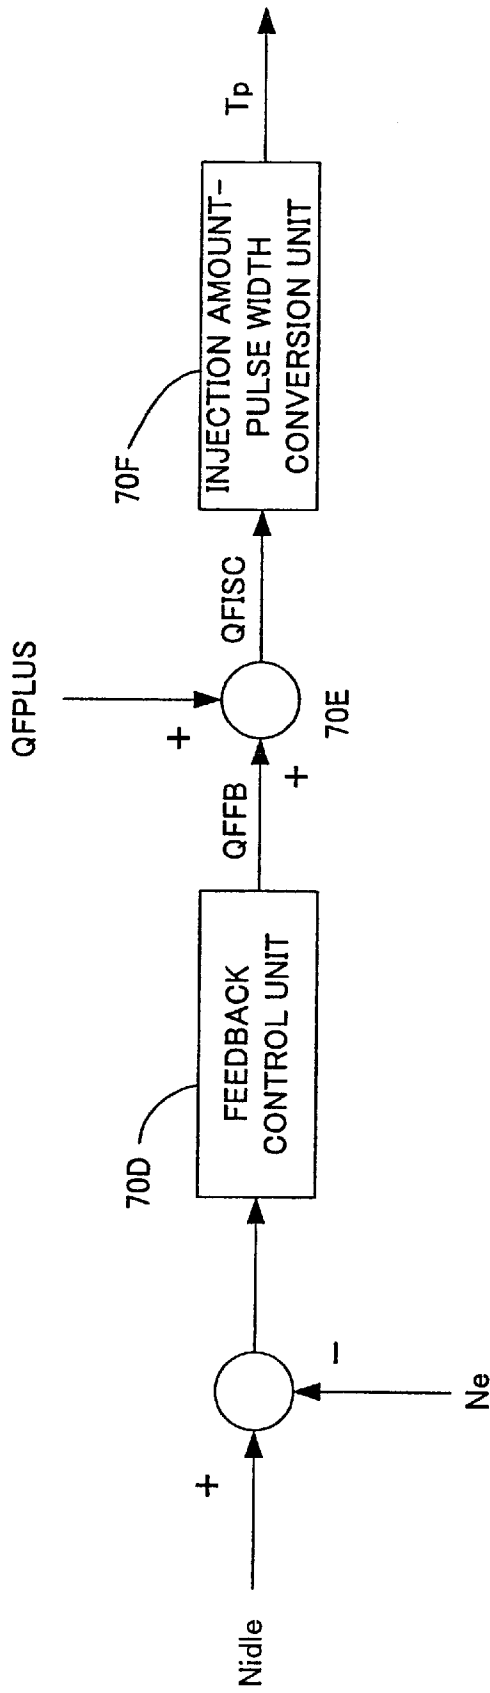 Nidle
+
Ne
−
70D
FEEDBACK
CONTROL UNIT
QFFB
+
QFPLUS
+
70E
QFISC
70F
INJECTION AMOUNT-
PULSE WIDTH
CONVERSION UNIT
Tp